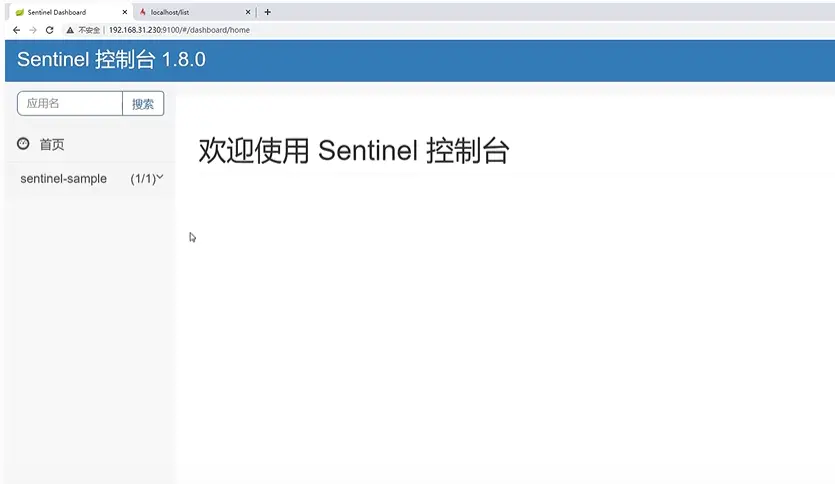 Sentinel Dashboard
localhost/list
不安全 192.168.31.230:9100/#/dashboard/home
Sentinel 控制台 1.8.0
应用名 搜索
首页
欢迎使用 Sentinel 控制台
sentinel-sample (1/1)